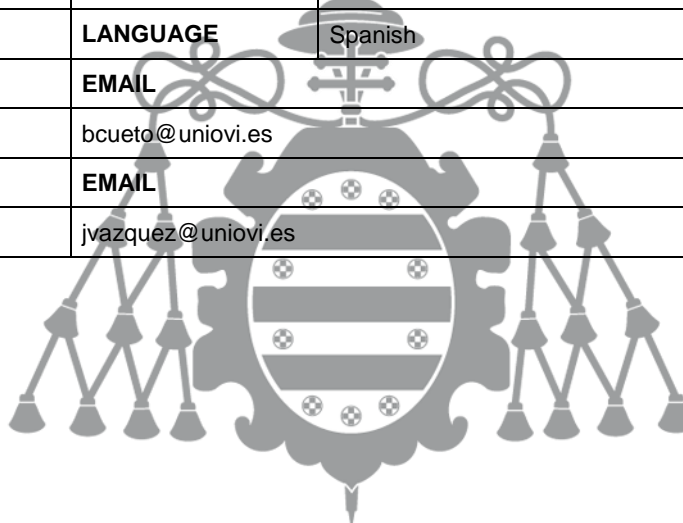 LANGUAGE Spanish
EMAIL
bcueto@uniovi.es
EMAIL
jvazquez@uniovi.es